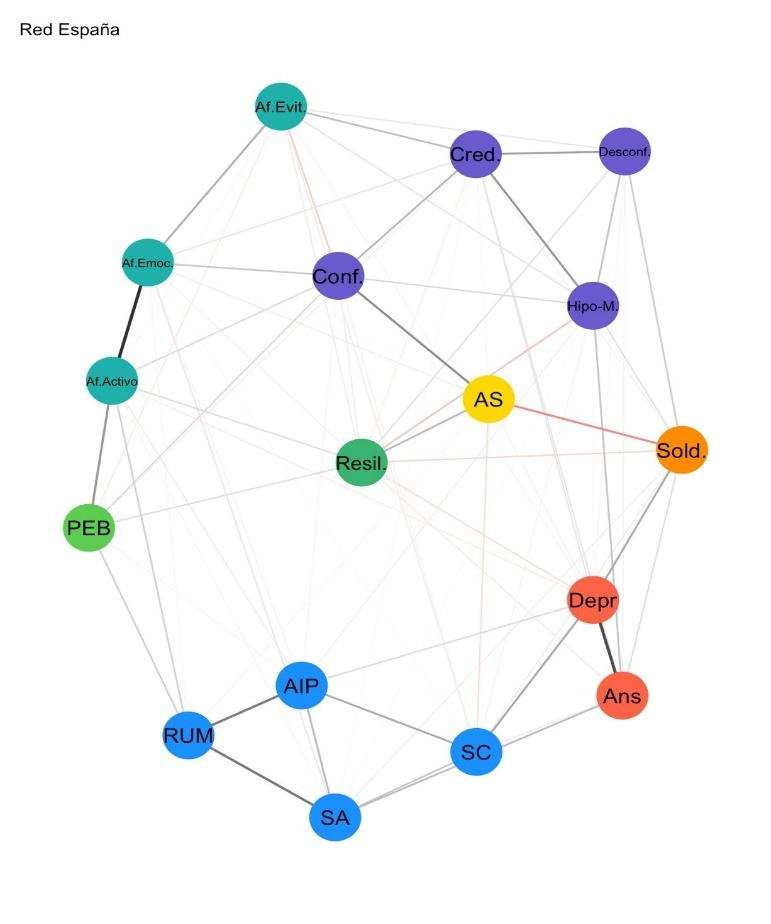 Red España
Af.Evit.
Cred.
Desconf.
Af.Emoc.
Conf.
Hipo-M.
Af.Activo
AS
Sold.
Resil.
PEB
Depr
AIP
Ans
RUM
SC
SA